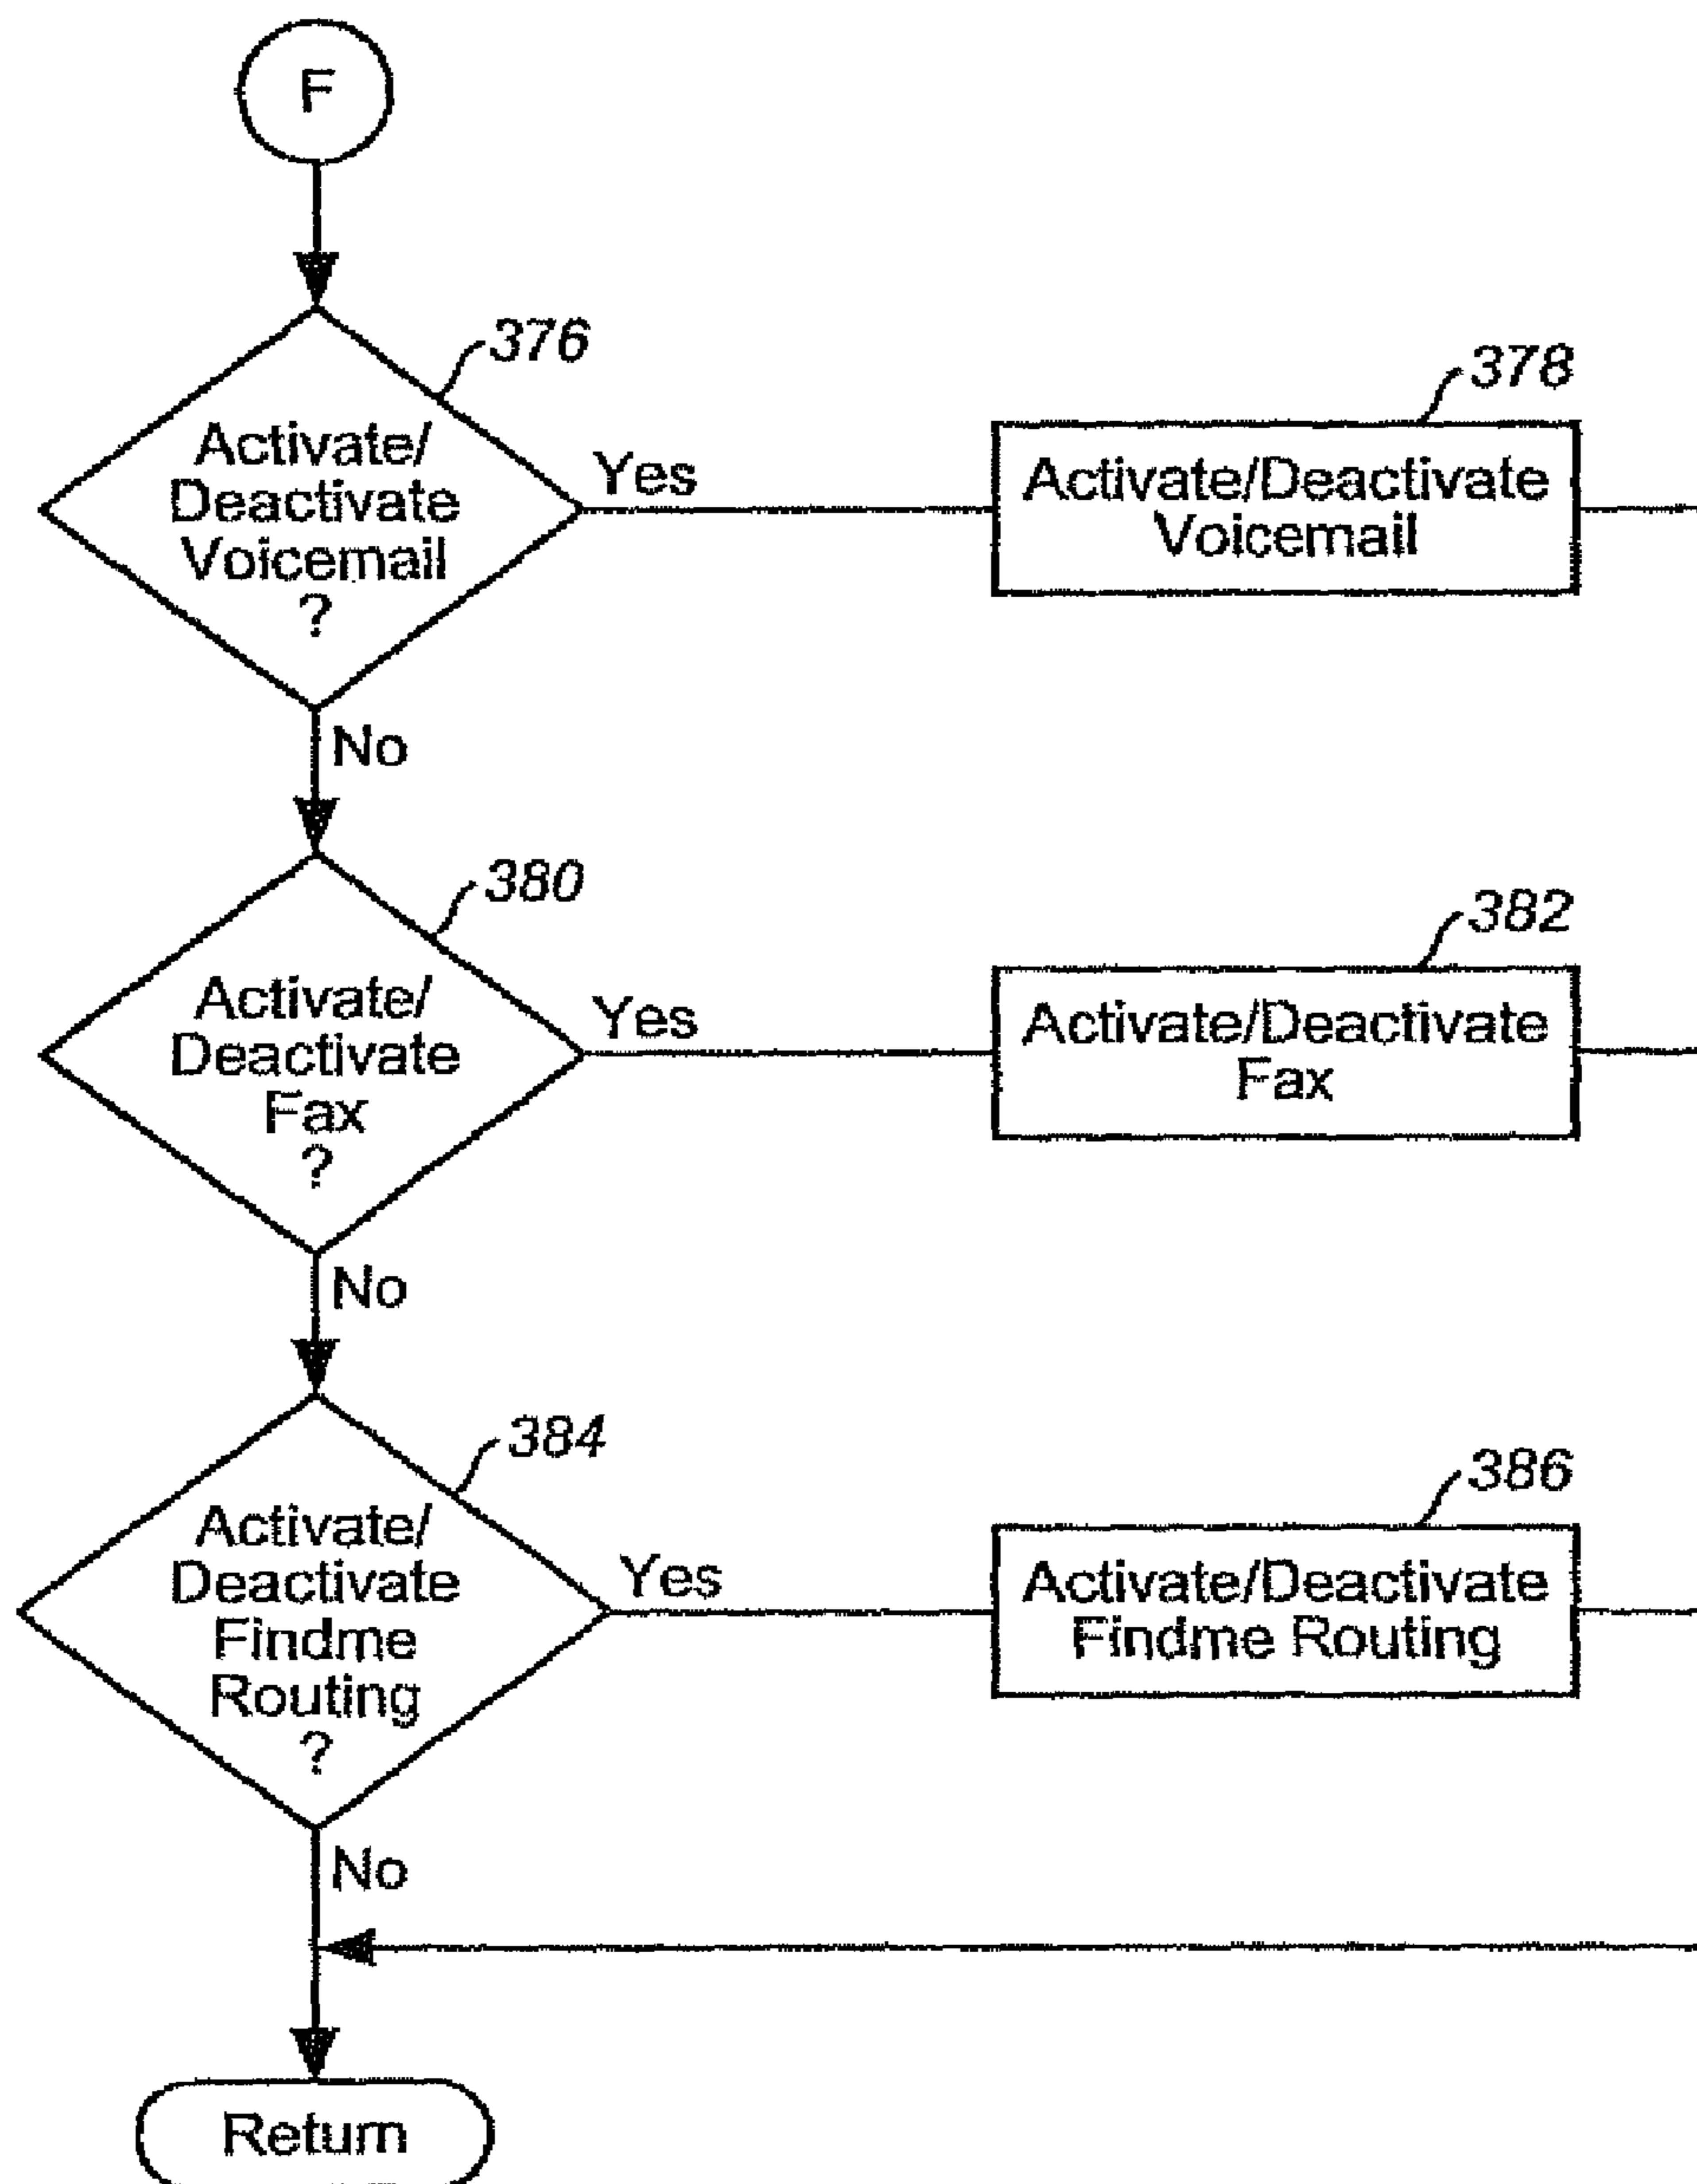 F
376
Activate/
Deactivate
Voicemail
?
Yes
378
Activate/Deactivate
Voicemail
No
380
Activate/
Deactivate
Fax
?
Yes
382
Activate/Deactivate
Fax
No
384
Activate/
Deactivate
Findme
Routing
?
Yes
386
Activate/Deactivate
Findme Routing
No
Return